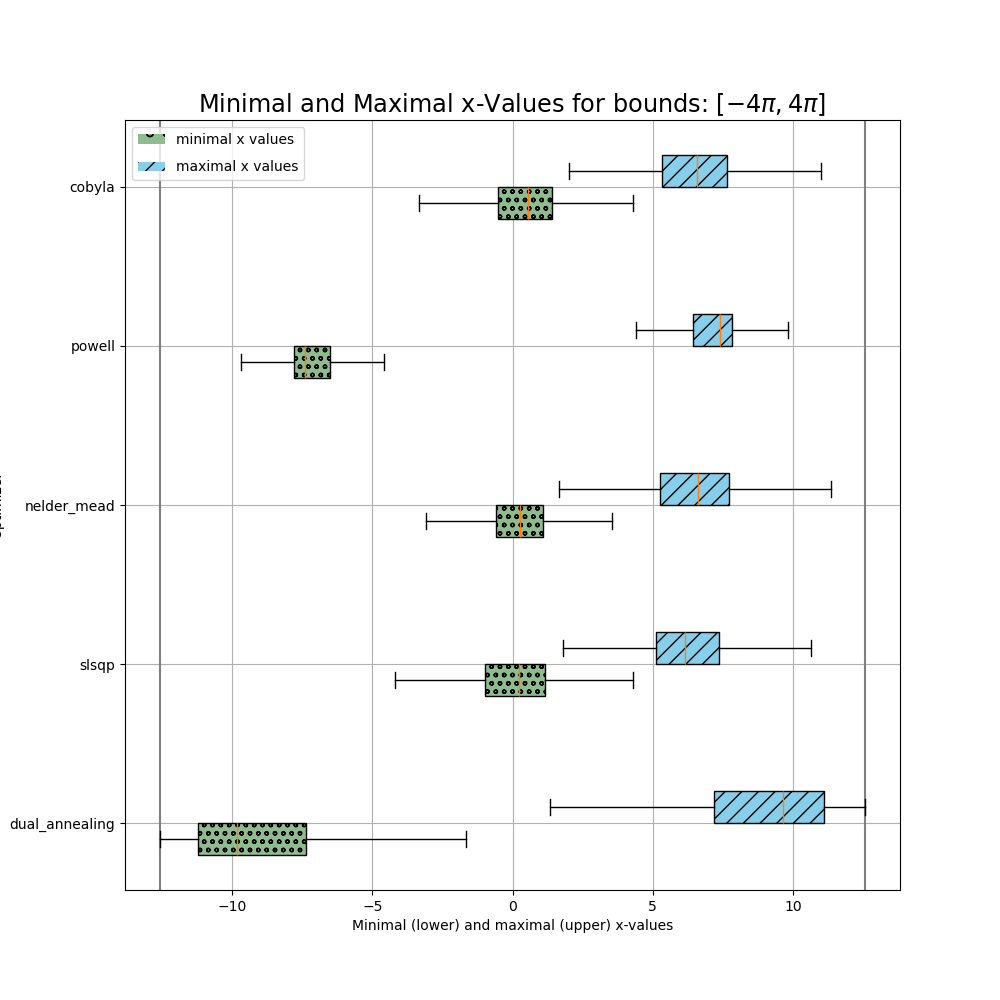 Minimal and Maximal x-Values for bounds: [−4π, 4π]
minimal x values
maximal x values
cobyla
powell
nelder_mead
slsqp
dual_annealing
−10 −5 0 5 10
Minimal (lower) and maximal (upper) x-values